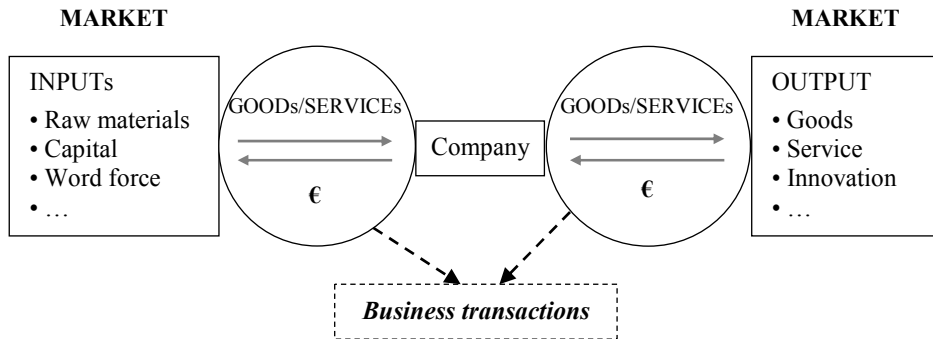 MARKET
INPUTs
• Raw materials
• Capital
• Word force
• …
GOODs/SERVICEs
€
Company
GOODs/SERVICEs
€
MARKET
OUTPUT
• Goods
• Service
• Innovation
• …
Business transactions